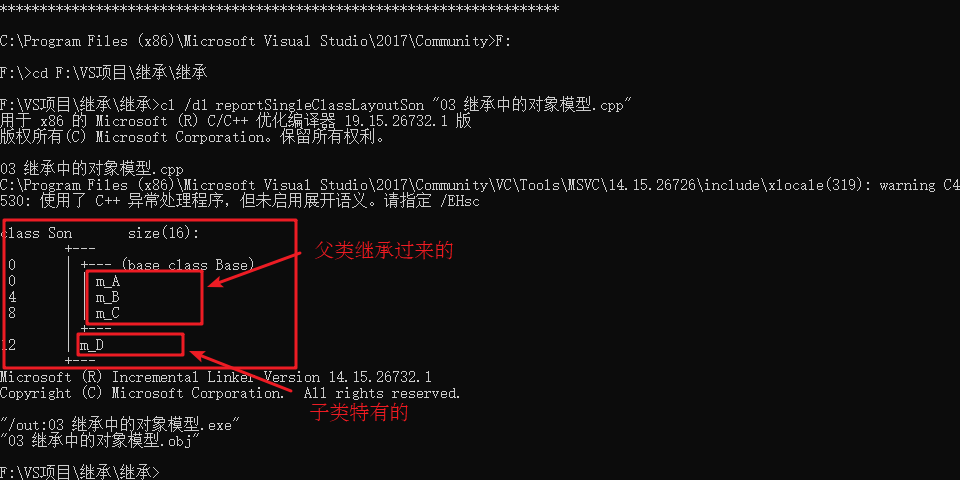 **********************************************************************
C:\Program Files (x86)\Microsoft Visual Studio\2017\Community>F:
F:\>cd F:\VS项目\继承\继承
F:\VS项目\继承\继承>cl /d1 reportSingleClassLayoutSon "03 继承中的对象模型.cpp"
用于 x86 的 Microsoft (R) C/C++ 优化编译器 19.15.26732.1 版
版权所有(C) Microsoft Corporation。保留所有权利。
03 继承中的对象模型.cpp
C:\Program Files (x86)\Microsoft Visual Studio\2017\Community\VC\Tools\MSVC\14.15.26726\include\xlocale(319): warning C4
530: 使用了 C++ 异常处理程序，但未启用展开语义。请指定 /EHsc
class Son       size(16):
        +---
 0      | +--- (base class Base)
父类继承过来的
 0      | | m_A
 4      | | m_B
 8      | | m_C
        | +---
12      | m_D
        +---
Microsoft (R) Incremental Linker Version 14.15.26732.1
Copyright (C) Microsoft Corporation.  All rights reserved.
子类特有的
"/out:03 继承中的对象模型.exe"
"03 继承中的对象模型.obj"
F:\VS项目\继承\继承>